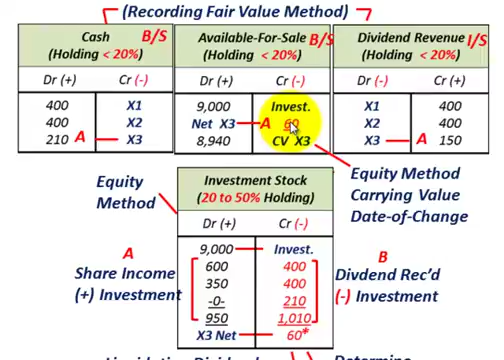 (Recording Fair Value Method)
Cash B/S
(Holding < 20%)
Dr (+) Cr (-)
400 X1
400 X2
210 A X3
Available-For-Sale B/S
(Holding < 20%)
Dr (+) Cr (-)
9,000 Invest.
Net X3 A 60
8,940 CV X3
Dividend Revenue I/S
(Holding < 20%)
Dr (-) Cr (+)
X1 400
X2 400
X3 A 150
Equity
Method
Investment Stock
(20 to 50% Holding)
Dr (+) Cr (-)
9,000 Invest.
600 400
350 400
-0- 210
950 1,010
X3 Net 60*
Equity Method
Carrying Value
Date-of-Change
A
Share Income
(+) Investment
B
Divdend Rec'd
(-) Investment
Liquidating Dividend
Determine